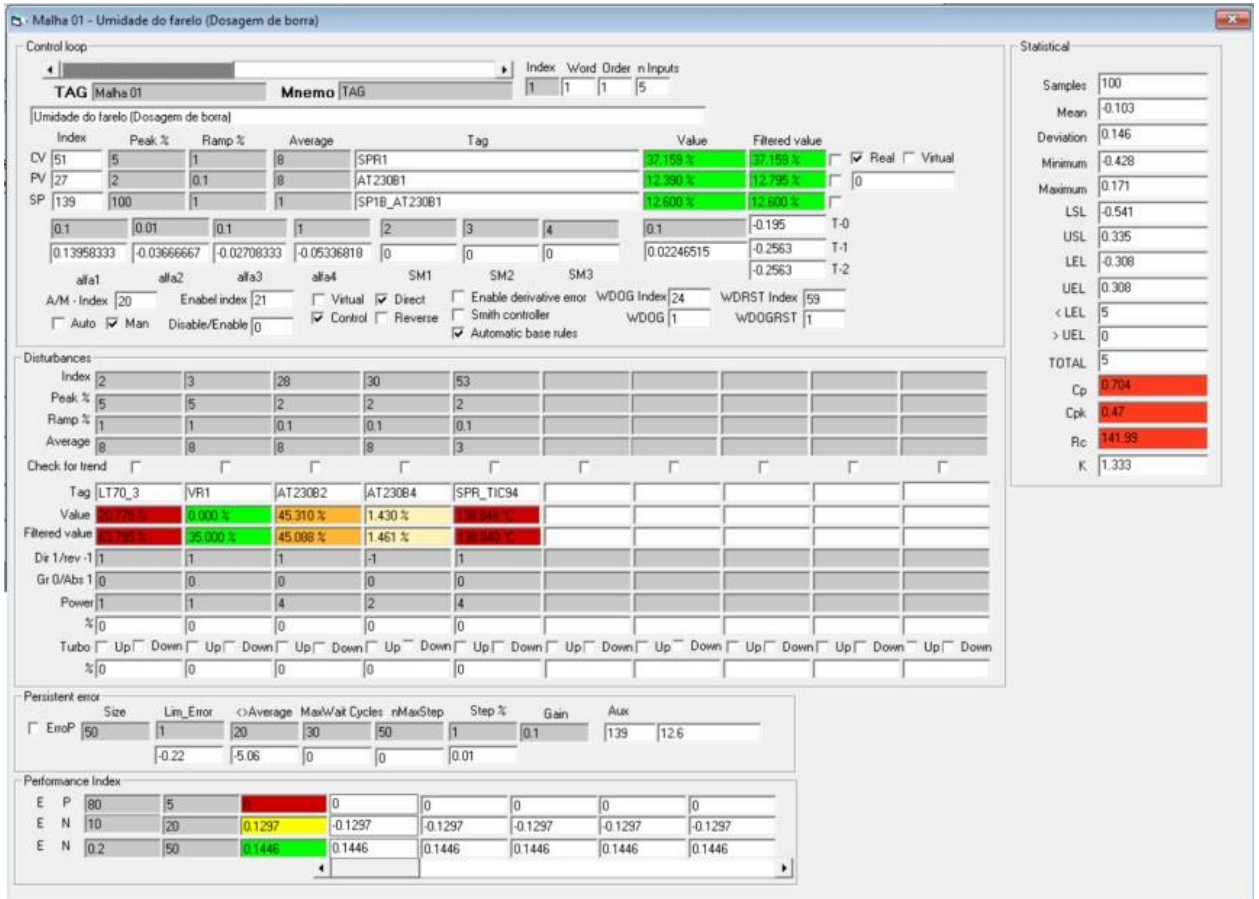 Malha 01 - Umidade do farelo (Dosagem de borra)
Control loop
Index Word Order n Inputs
TAG Malha 01 Mnemo TAG 1 1 1 5
Umidade do farelo (Dosagem de borra)
Index Peak % Ramp % Average Tag Value Filtered value
CV 51 5 1 8 SPR1 37.159 % 37.159 % Real Virtual
PV 27 2 0.1 8 AT230B1 12.390 % 12.795 % 0
SP 139 100 1 1 SP1B_AT230B1 12.600 % 12.600 %
0.1 0.01 0.1 1 2 3 4 0.1 -0.195 T-0
0.13958333 -0.03666667 -0.02708333 -0.05336818 0 0 0 0.02246515 -0.2563 T-1
-0.2563 T-2
alfa1 alfa2 alfa3 alfa4 SM1 SM2 SM3
A/M - Index 20 Enabel index 21 Virtual Direct Enable derivative error WDOG Index 24 WDRST Index 59
Auto Man Disable/Enable 0 Control Reverse Smith controller WDOG 1 WDOGRST 1
Automatic base rules
Statistical
Samples 100
Mean -0.103
Deviation 0.146
Minimum -0.428
Maximum 0.171
LSL -0.541
USL 0.335
LEL -0.308
UEL 0.308
< LEL 5
> UEL 0
TOTAL 5
Cp 0.704
Cpk 0.47
Rc 141.99
K 1.333
Disturbances
Index 2 3 28 30 53
Peak % 5 5 2 2 2
Ramp % 1 1 0.1 0.1 0.1
Average 8 8 8 8 3
Check for trend
Tag LT70_3 VR1 AT230B2 AT230B4 SPR_TIC94
Value 0.000 % 45.310 % 1.430 %
Filtered value 35.000 % 45.088 % 1.461 %
Dir 1/rev -1 1 1 1 -1 1
Gr 0/Abs 1 0 0 0 0 0
Power 1 1 4 2 4
% 0 0 0 0 0
Turbo Up Down Up Down Up Down Up Down Up Down Up Down Up Down Up Down Up Down Up Down
% 0 0 0 0 0
Persistent error
Size Lim_Error <>Average MaxWait Cycles nMaxStep Step % Gain Aux
ErroP 50 1 20 30 50 1 0.1 139 12.6
-0.22 -5.06 0 0 0.01
Performance Index
E P 80 5 0 0 0 0 0 0
E N 10 20 0.1297 -0.1297 -0.1297 -0.1297 -0.1297 -0.1297
E N 0.2 50 0.1446 0.1446 0.1446 0.1446 0.1446 0.1446